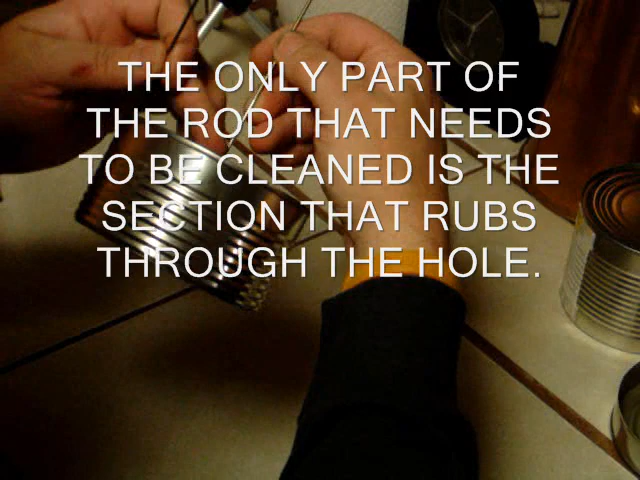 THE ONLY PART OF
THE ROD THAT NEEDS
TO BE CLEANED IS THE
SECTION THAT RUBS
THROUGH THE HOLE.